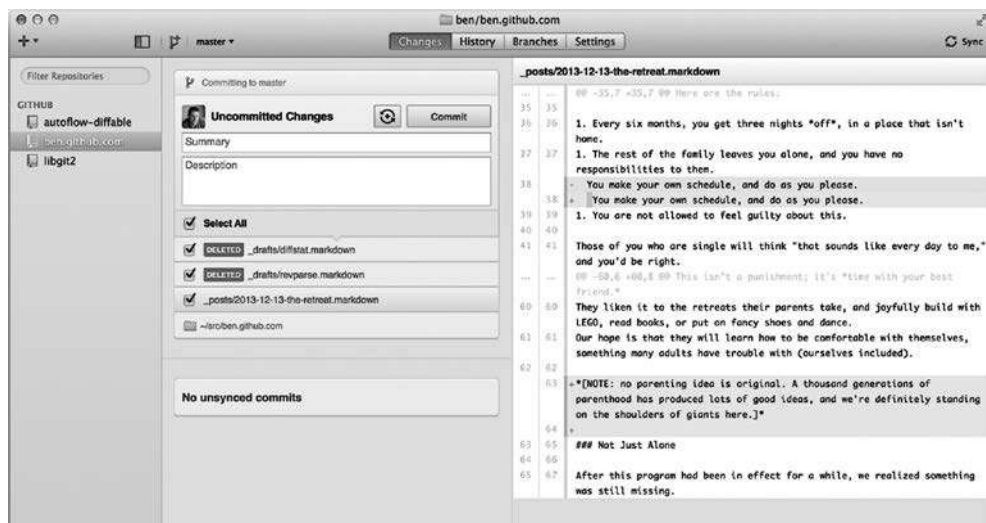 ben/ben.github.com
master
Changes History Branches Settings
Sync
Filter Repositories
GITHUB
autoflow-diffable
ben.github.com
libgit2
Committing to master
Uncommitted Changes
Commit
Summary
Description
Select All
DELETED _drafts/diffstat.markdown
DELETED _drafts/revparse.markdown
_posts/2013-12-13-the-retreat.markdown
~/src/ben.github.com
No unsynced commits
_posts/2013-12-13-the-retreat.markdown
... ... @@ -35,7 +35,7 @@ Here are the rules:
35 35
36 36 1. Every six months, you get three nights *off*, in a place that isn't
home.
37 37 1. The rest of the family leaves you alone, and you have no
responsibilities to them.
38 - You make your own schedule, and do as you please.
38 + You make your own schedule, and do as you please.
39 39 1. You are not allowed to feel guilty about this.
40 40
41 41 Those of you who are single will think "that sounds like every day to me,"
and you'd be right.
... ... @@ -60,6 +60,8 @@ This isn't a punishment; it's *time with your best
friend.*
60 60 They liken it to the retreats their parents take, and joyfully build with
LEGO, read books, or put on fancy shoes and dance.
61 61 Our hope is that they will learn how to be comfortable with themselves,
something many adults have trouble with (ourselves included).
62 62
63 +*[NOTE: no parenting idea is original. A thousand generations of
parenthood has produced lots of good ideas, and we're definitely standing
on the shoulders of giants here.]*
64 +
63 65 ### Not Just Alone
64 66
65 67 After this program had been in effect for a while, we realized something
was still missing.